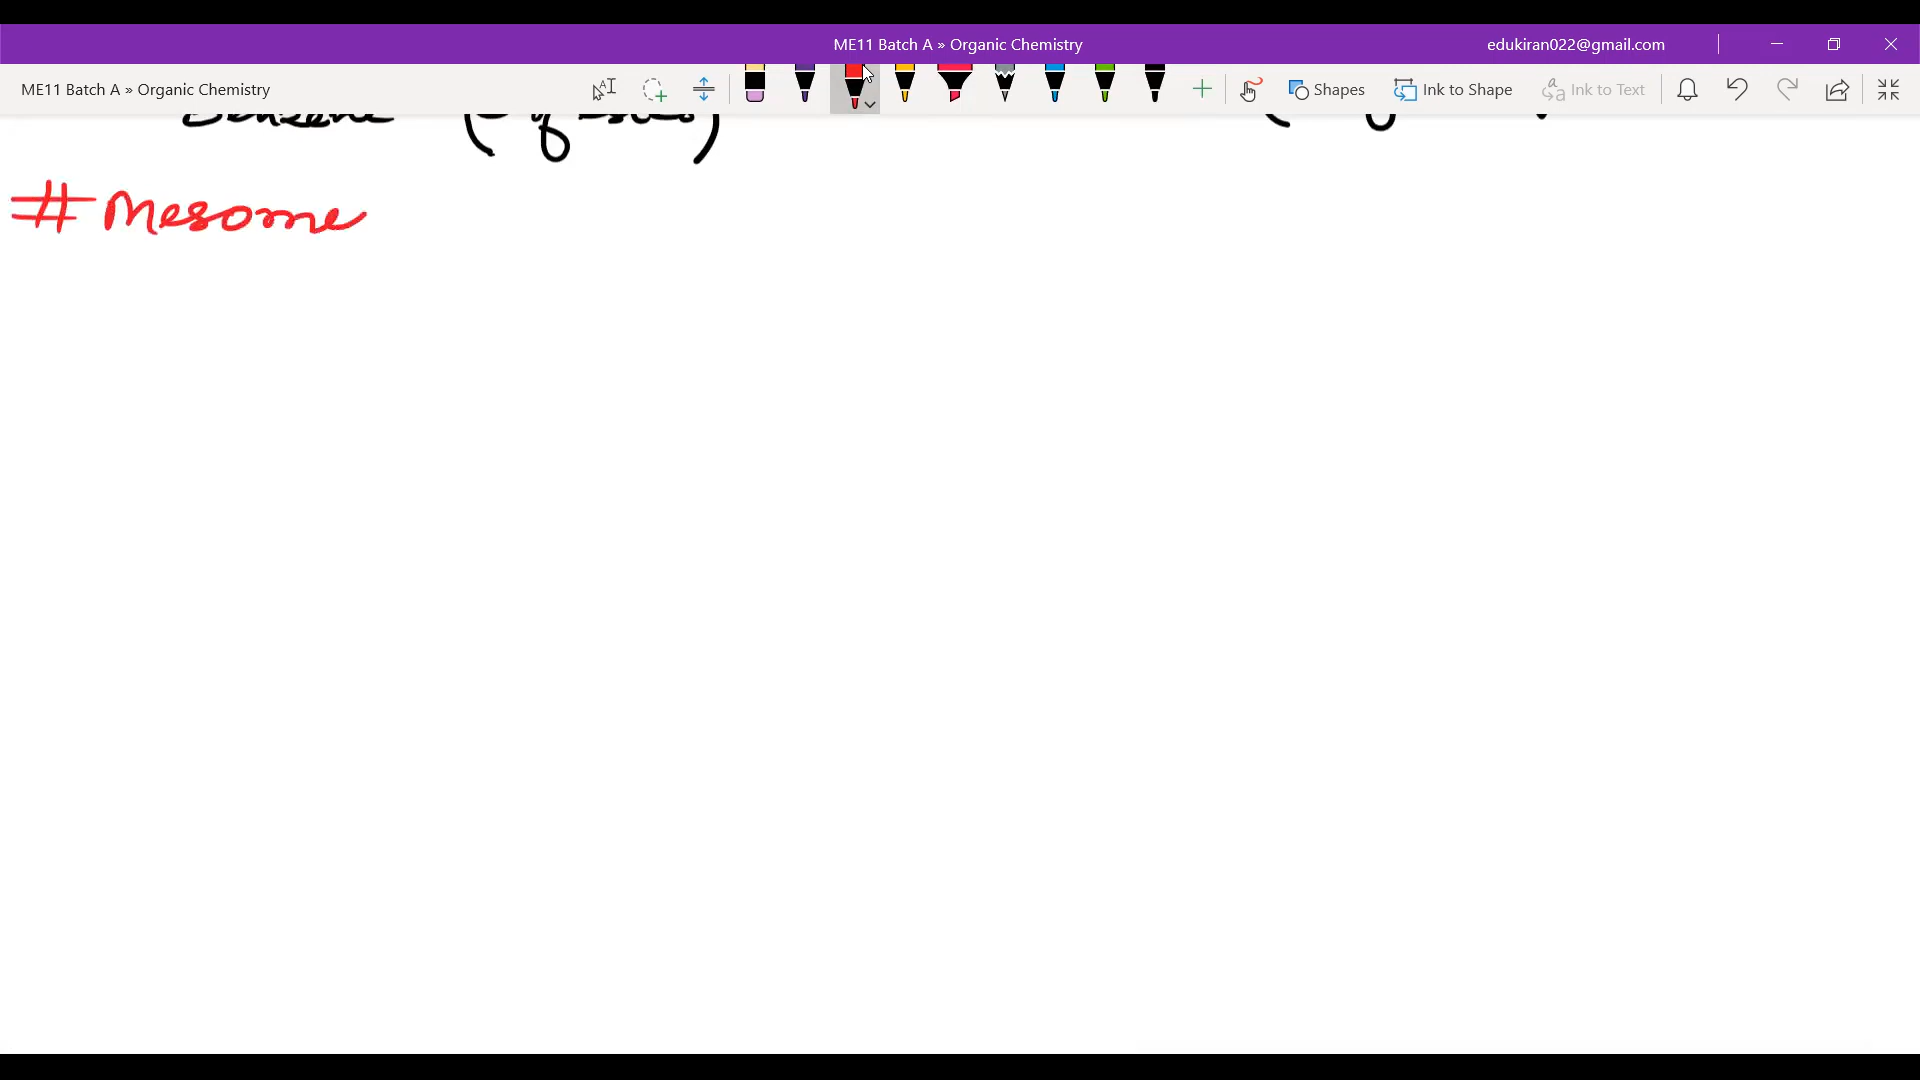 ME11 Batch A » Organic Chemistry
edukiran022@gmail.com
ME11 Batch A » Organic Chemistry
Shapes
Ink to Shape
Ink to Text
# Mesome